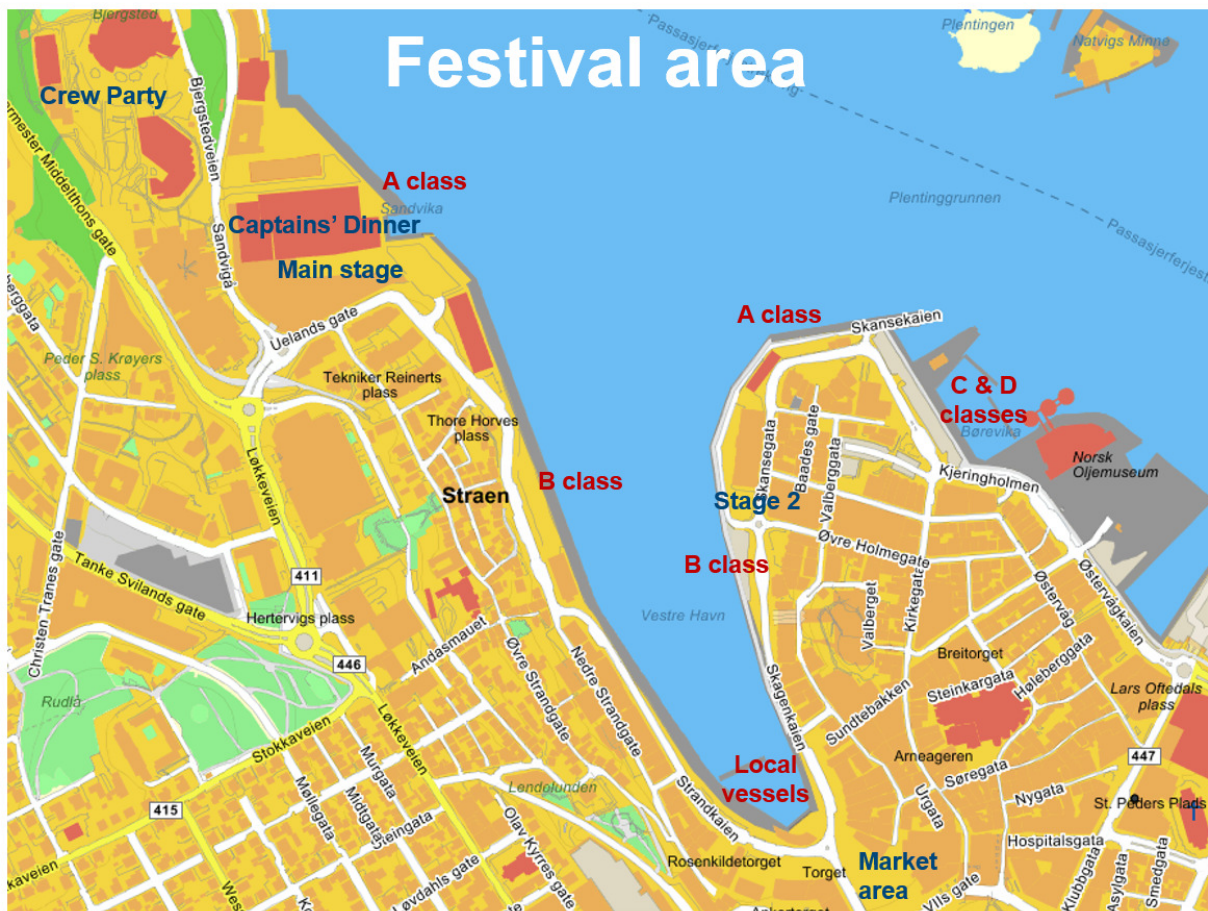 Festival area
Bjergsted
Plentingen
Natvigs Minne
Crew Party
Bjergstedveien
A class
Sandvika
Plentinggrunnen
Captains’ Dinner
Sandvigå
Main stage
Uelands gate
A class
Skansekaien
Peder S. Krøyers
plass
Tekniker Reinerts
plass
C & D
classes
Børevika
Thore Horves
plass
Skansegata
Baades gate
Valberggata
Norsk
Oljemuseum
Kjeringholmen
Løkkeveien
Straen
B class
Stage 2
Øvre Holmegate
Christen Tranes gate
Tanke Svilands gate
411
B class
Hertervigs plass
Vestre Havn
Valberget
Kirkegata
Østervåg
Østervågkaien
446
Andasmauet
Øvre Strandgate
Nedre Strandgate
Breitorget
Skagenkaien
Sundtebakken
Steinkargata
Høleberggata
Lars Oftedals
plass
Rudlå
Stokkaveien
Løkkeveien
Arneageren
447
Local
vessels
Lendolunden
Søregata
Nygata
St. Peders Plads
415
Møllegata
Murgata
Midtgata
Steingata
Strandkaien
Urgata
Hospitalsgata
Olav Kyrres gate
Løvdahls gate
Rosenkildetorget
Torget
Market
area
VIIs gate
Klubbgata
Asylgata
Smedgata